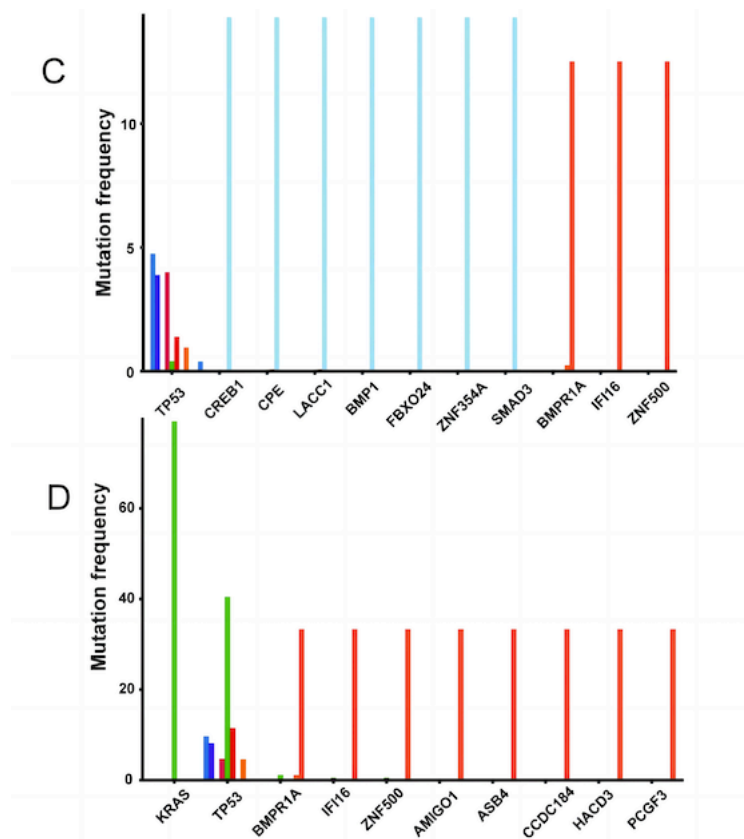 C
Mutation frequency
10
5
0
TP53
CREB1
CPE
LACC1
BMP1
FBXO24
ZNF354A
SMAD3
BMPR1A
IFI16
ZNF500
D
Mutation frequency
60
40
20
0
KRAS
TP53
BMPR1A
IFI16
ZNF500
AMIGO1
ASB4
CCDC184
HACD3
PCGF3